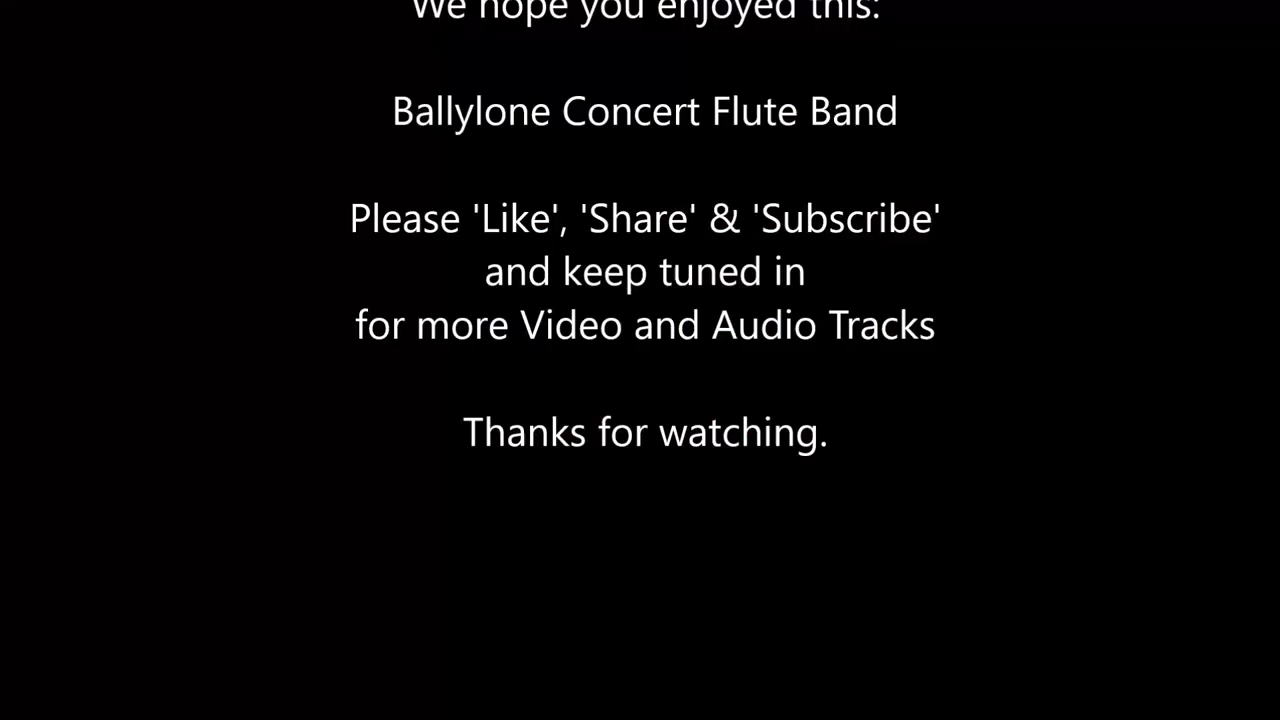 We hope you enjoyed this:
Ballylone Concert Flute Band
Please 'Like', 'Share' & 'Subscribe'
and keep tuned in
for more Video and Audio Tracks
Thanks for watching.